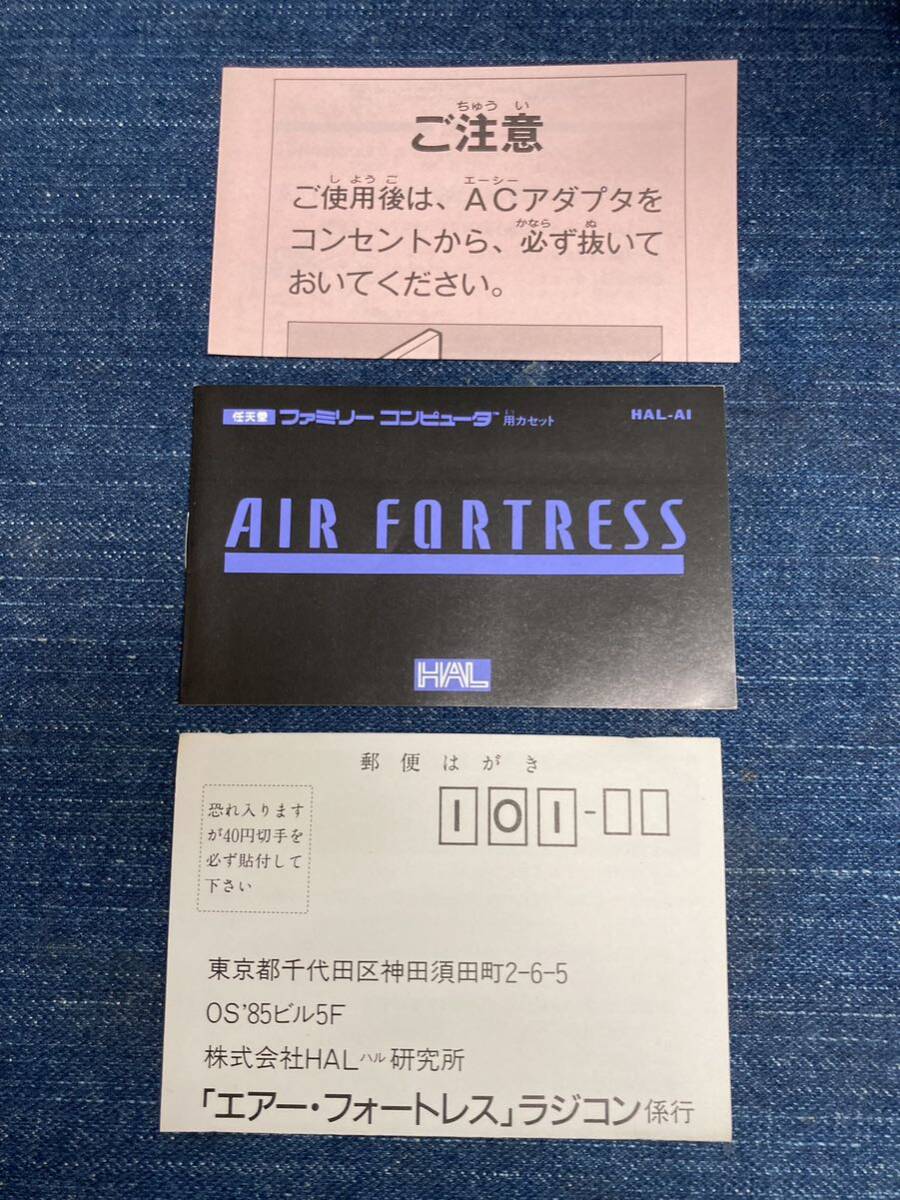 ちゅう い
ご注意
し よう ご エーシー
ご使用後は、ACアダプタを
かなら ぬ
コンセントから、必ず抜いて
おいてください。
任天堂 ファミリー コンピュータ™ 用カセット HAL-AI
AIR FORTRESS
HAL
郵便はがき
恐れ入ります
が40円切手を
必ず貼付して
下さい
101-
東京都千代田区神田須田町2-6-5
OS'85ビル5F
株式会社HALハル研究所
「エアー・フォートレス」ラジコン係行